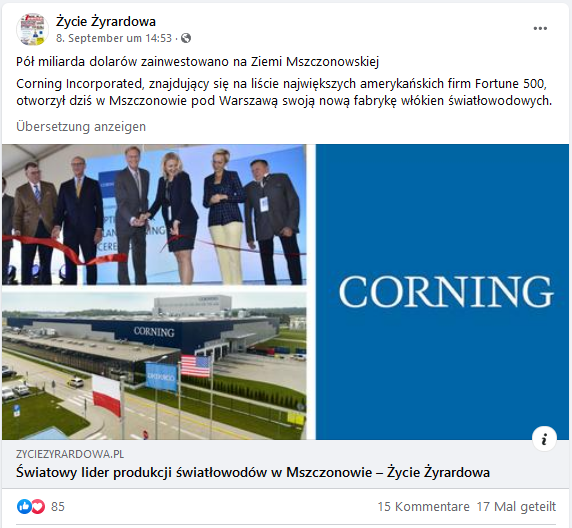 Życie Żyrardowa
8. September um 14:53 ·
Pół miliarda dolarów zainwestowano na Ziemi Mszczonowskiej
Corning Incorporated, znajdujący się na liście największych amerykańskich firm Fortune 500,
otworzył dziś w Mszczonowie pod Warszawą swoją nową fabrykę włókien światłowodowych.
Übersetzung anzeigen
CORNING
CORNING
CORNING
ZYCIEZYRARDOWA.PL
Światowy lider produkcji światłowodów w Mszczonowie – Życie Żyrardowa
85
15 Kommentare 17 Mal geteilt